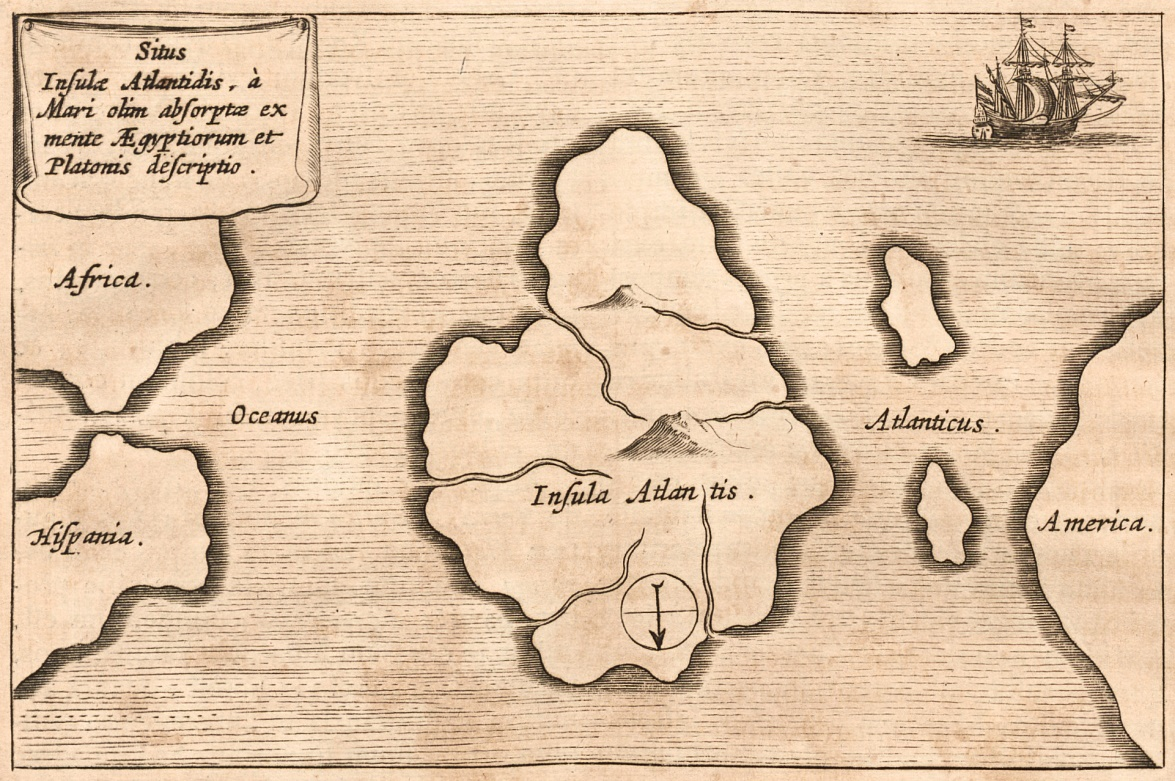 Situs
Inſulæ Atlantidis, à
Mari olim abſorptæ ex
mente Ægyptiorum et
Platonis deſcriptio.
Africa.
Oceanus
Atlanticus.
Inſula Atlantis.
America.
Hiſpania.